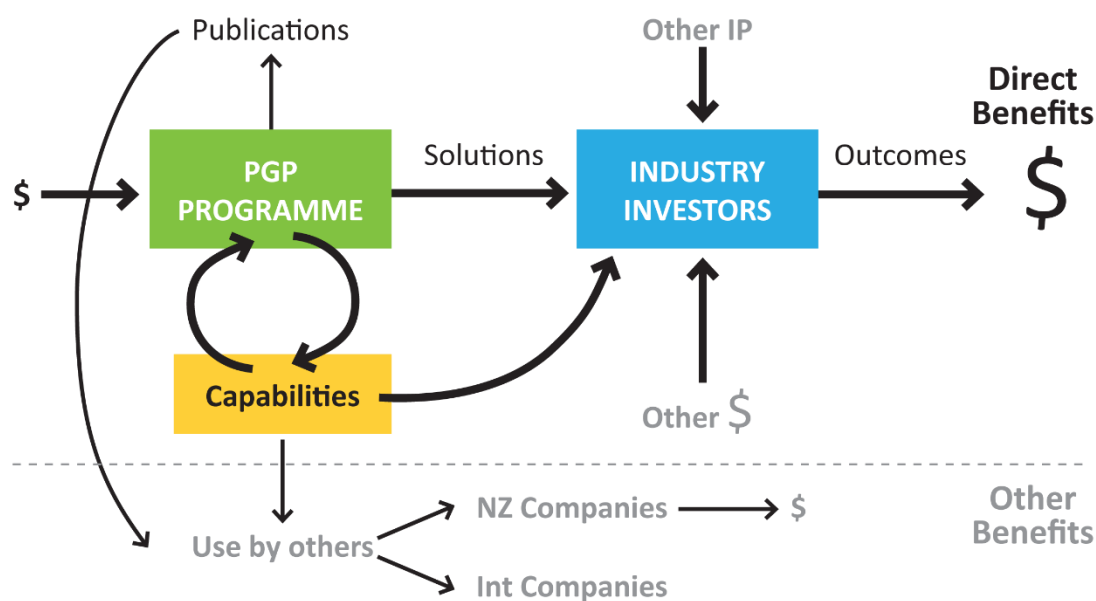 Publications
Other IP
Direct
Benefits
$
$
PGP
PROGRAMME
Solutions
INDUSTRY
INVESTORS
Outcomes
Capabilities
Other $
Use by others
NZ Companies
$
Int Companies
Other
Benefits